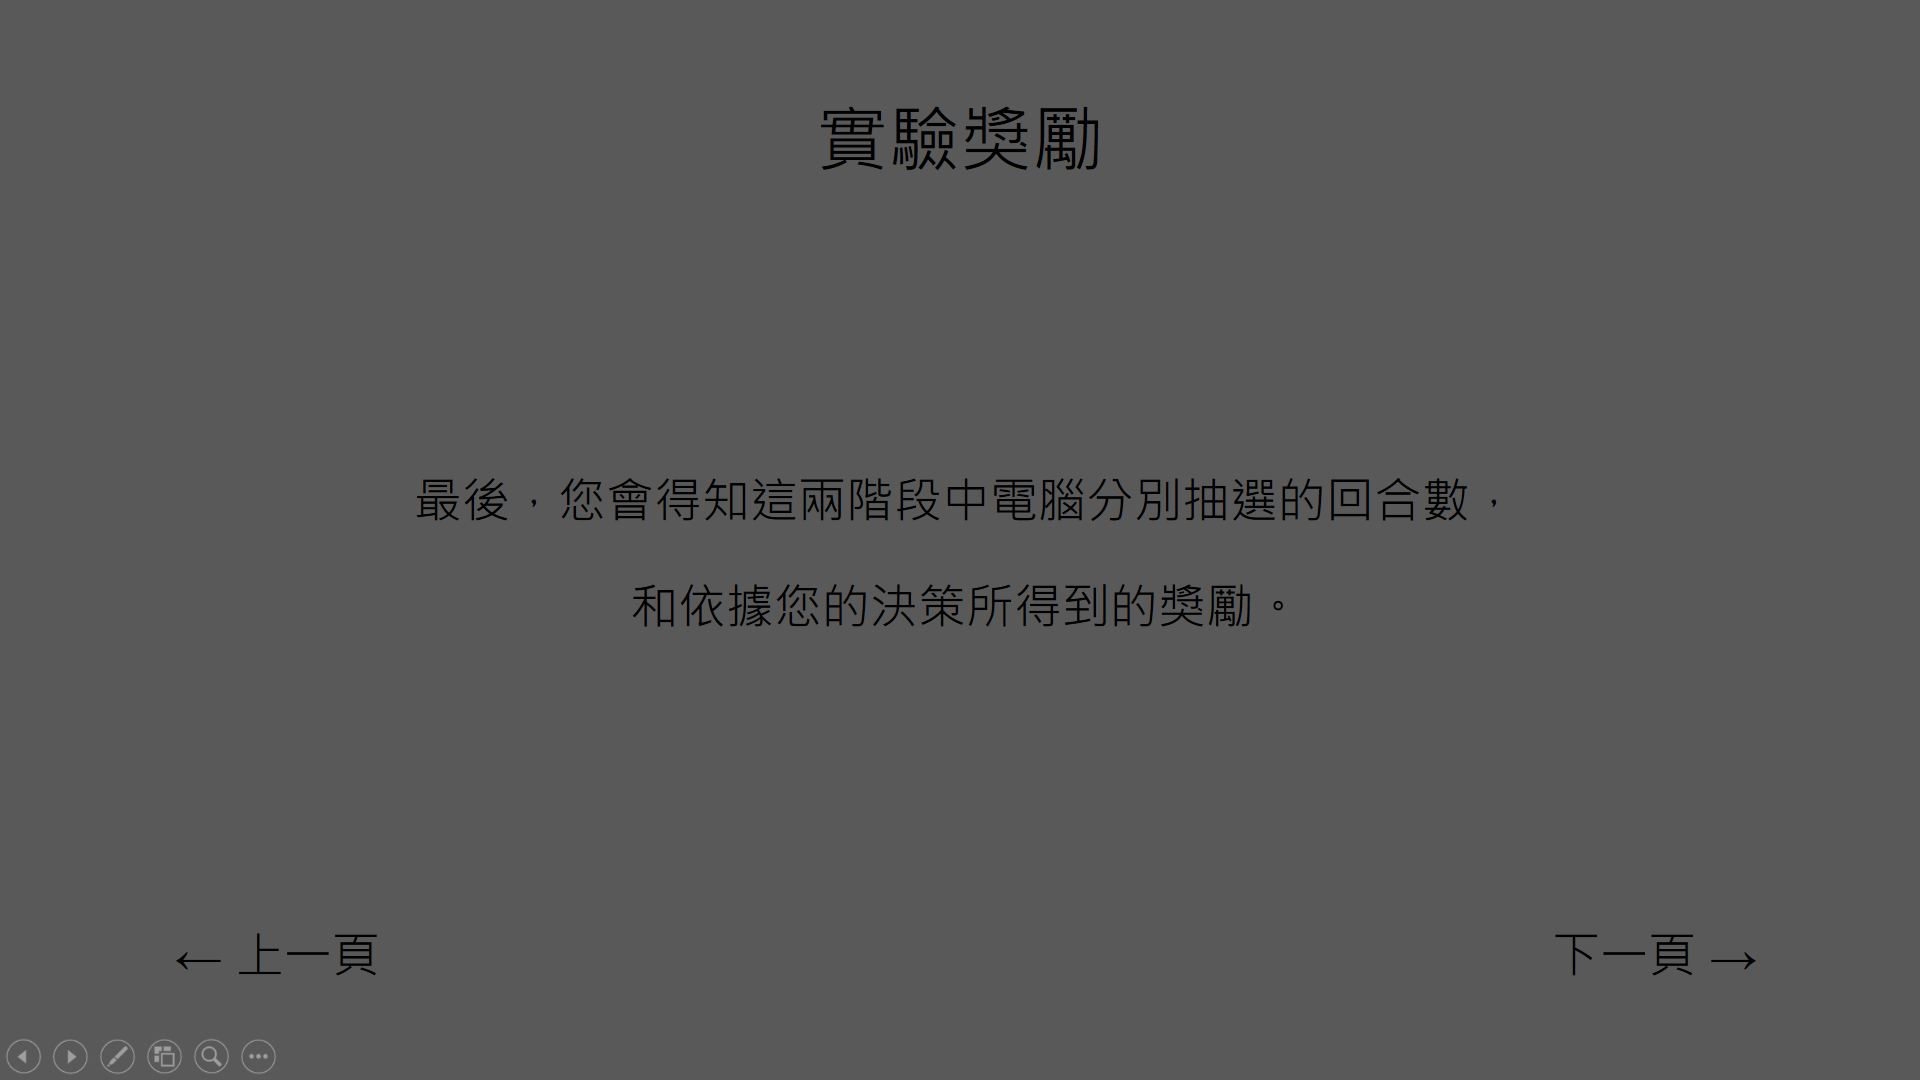 實驗獎勵
最後，您會得知這兩階段中電腦分別抽選的回合數，
和依據您的決策所得到的獎勵。
← 上一頁
下一頁 →